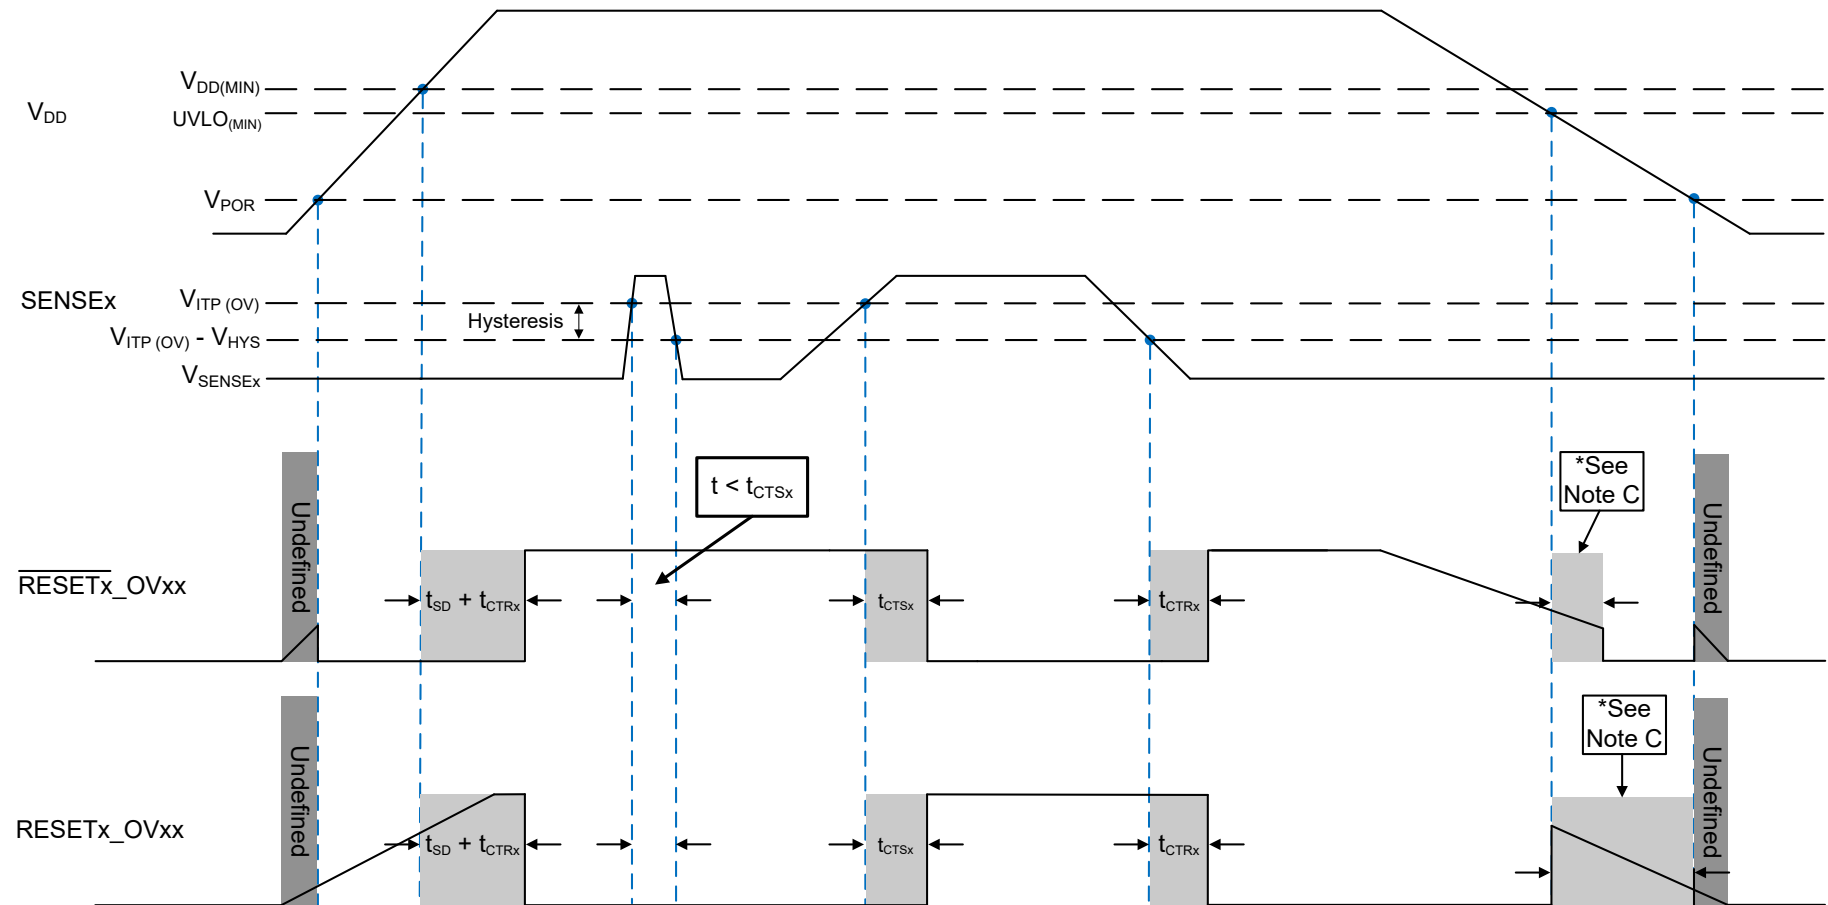 VDD(MIN)
VDD
UVLO(MIN)
VPOR
SENSEx
VITP (OV)
Hysteresis
VITP (OV) - VHYS
VSENSEx
t < tCTSx
*See
Note C
Undefined
Undefined
RESETx_OVxx
tSD + tCTRx
tCTSx
tCTRx
*See
Note C
Undefined
Undefined
RESETx_OVxx
tSD + tCTRx
tCTSx
tCTRx